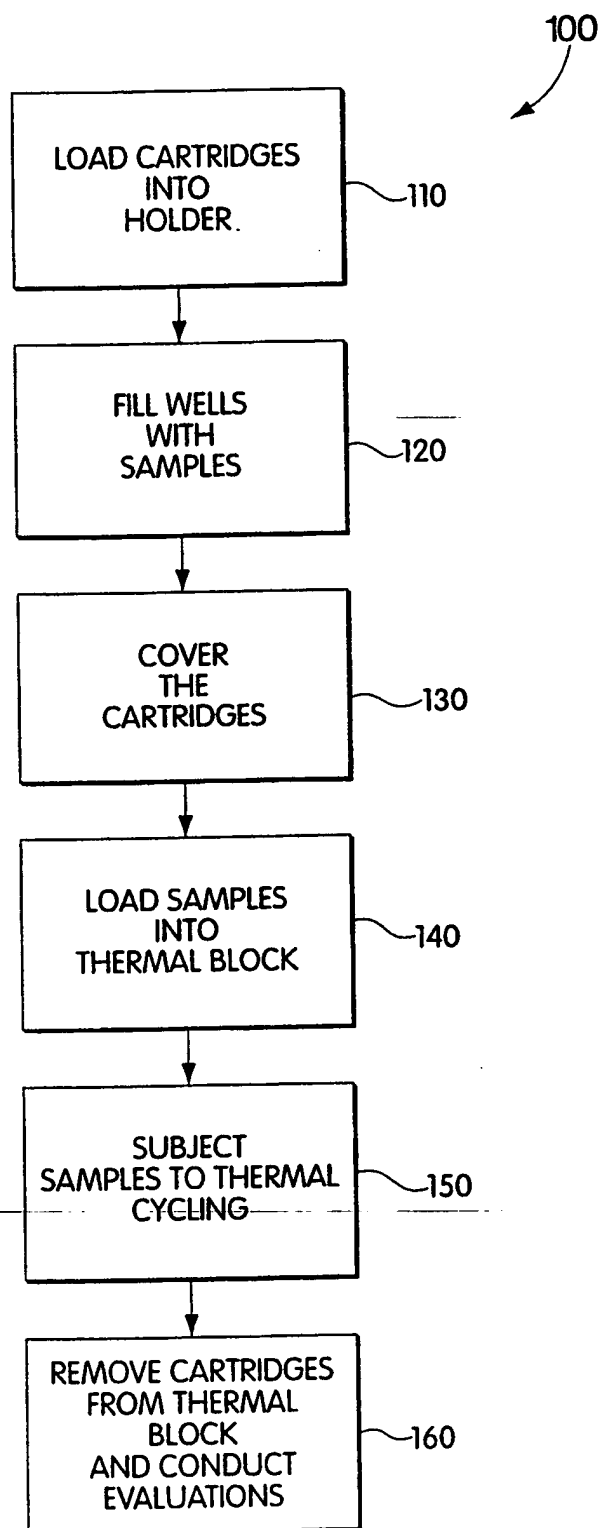 100
LOAD CARTRIDGES
INTO
HOLDER.
110
FILL WELLS
WITH
SAMPLES
120
COVER
THE
CARTRIDGES
130
LOAD SAMPLES
INTO
THERMAL BLOCK
140
SUBJECT
SAMPLES TO THERMAL
CYCLING
150
REMOVE CARTRIDGES
FROM THERMAL
BLOCK
AND CONDUCT
EVALUATIONS
160